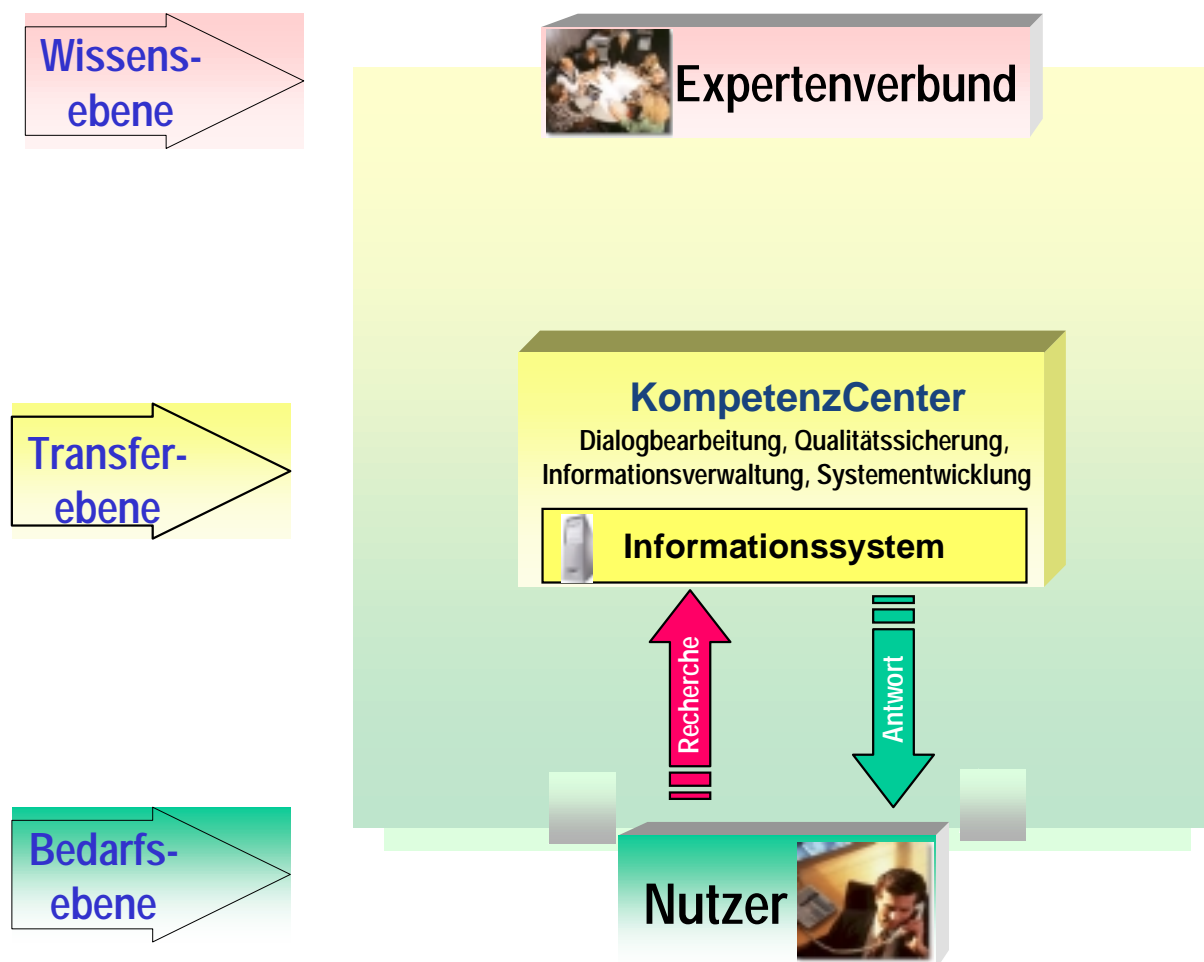 Wissens-
ebene
Expertenverbund
KompetenzCenter
Dialogbearbeitung, Qualitätssicherung,
Informationsverwaltung, Systementwicklung
Transfer-
ebene
Informationssystem
Recherche
Antwort
Bedarfs-
ebene
Nutzer